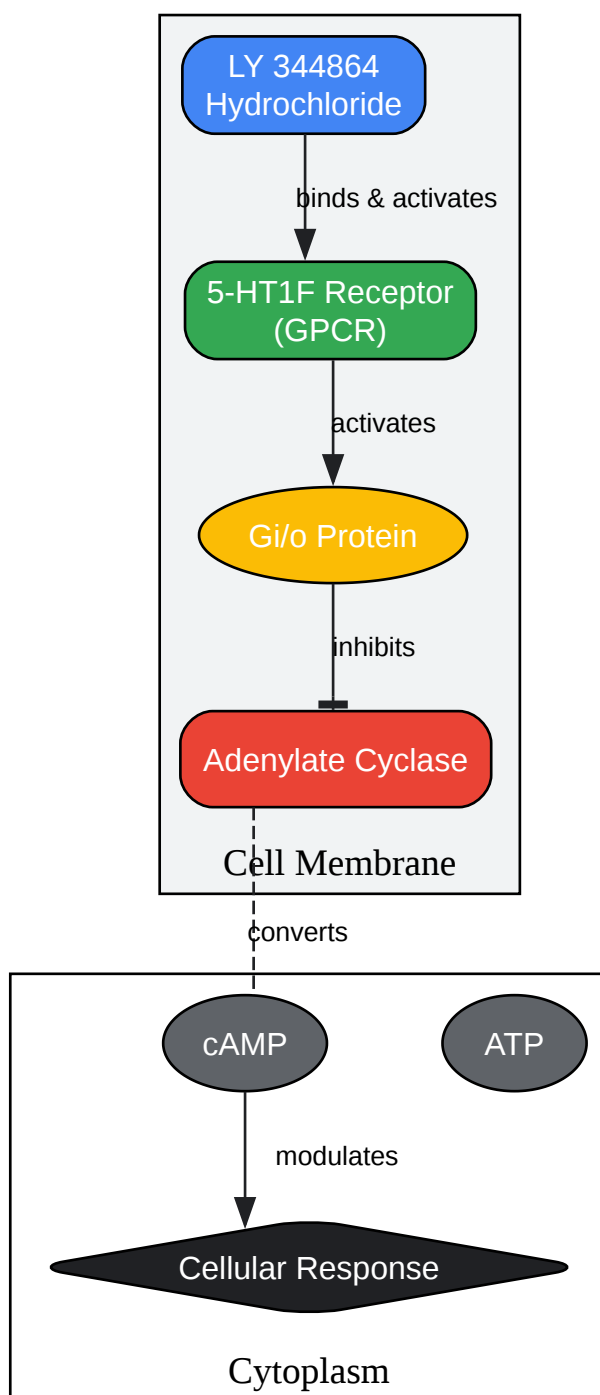 LY 344864
Hydrochloride
binds & activates
5-HT1F Receptor
(GPCR)
activates
Gi/o Protein
inhibits
Adenylate Cyclase
Cell Membrane
converts
cAMP
ATP
modulates
Cellular Response
Cytoplasm